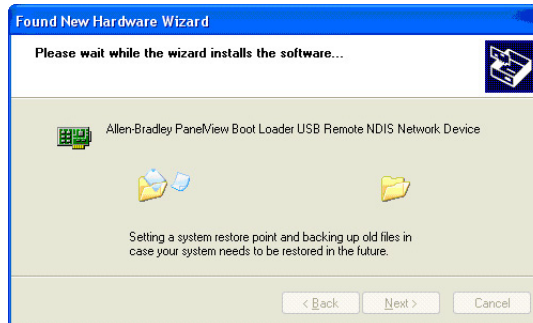 Found New Hardware Wizard
Please wait while the wizard installs the software...
Allen-Bradley PanelView Boot Loader USB Remote NDIS Network Device
Setting a system restore point and backing up old files in
case your system needs to be restored in the future.
< Back Next > Cancel